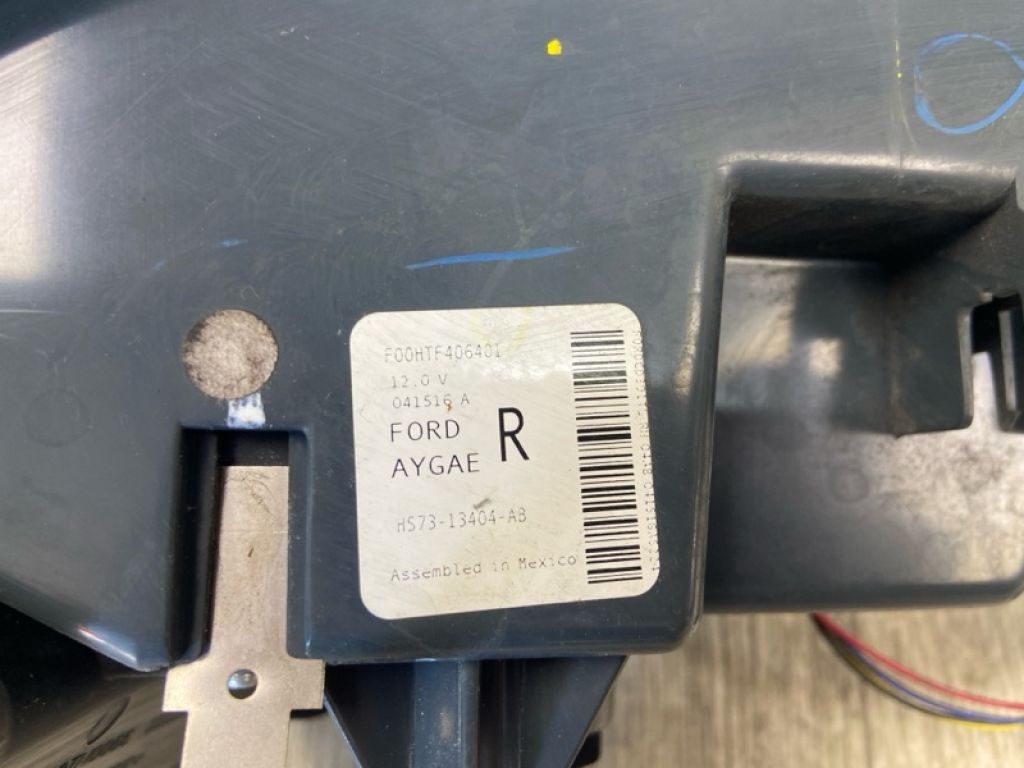 F00HTF406401
12.0 V
041516 A
FORD R
AYGAE
HS73-13404-AB
Assembled in Mexico